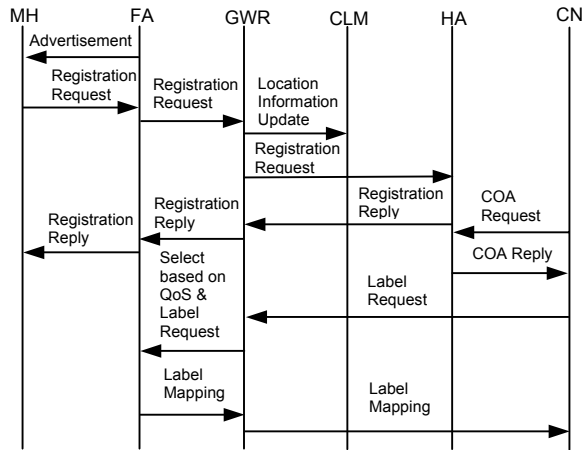 MH FA GWR CLM HA CN
Advertisement
Registration
Request
Registration
Request
Location
Information
Update
Registration
Request
Registration
Reply
COA
Request
Registration
Reply
Registration
Reply
COA Reply
Select
based on
QoS &
Label
Request
Label
Request
Label
Mapping
Label
Mapping